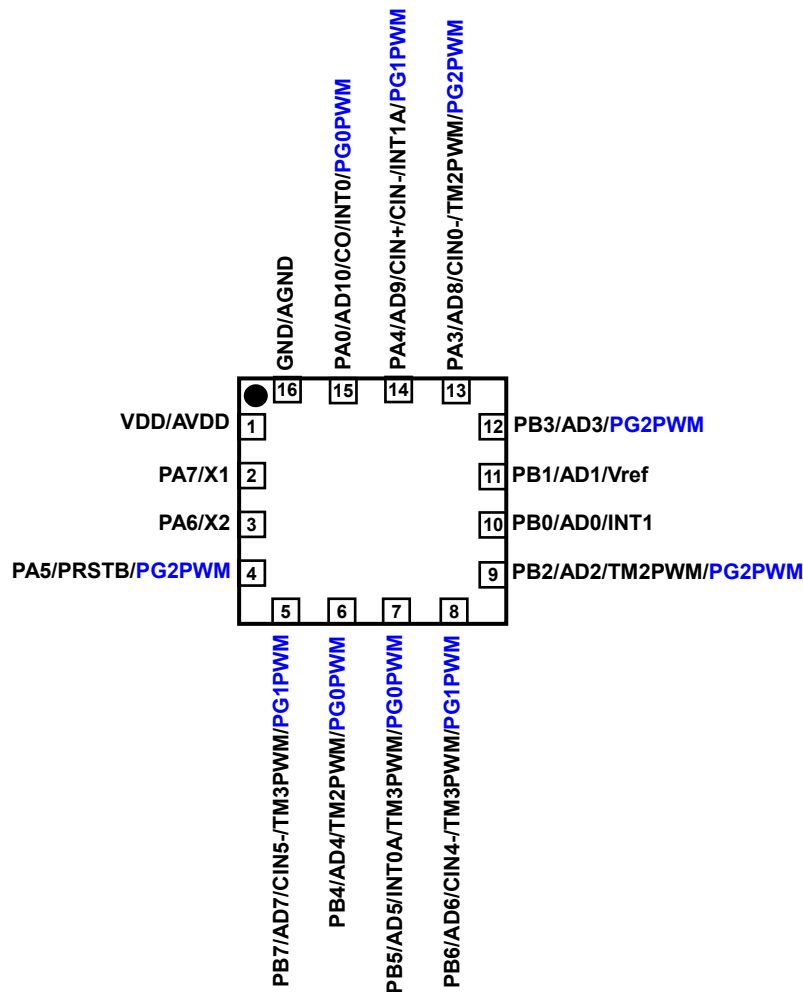 PA0/AD10/CO/INT0/PG0PWM
PA4/AD9/CIN+/CIN-/INT1A/PG1PWM
PA3/AD8/CIN0-/TM2PWM/PG2PWM
GND/AGND
16
15
14
13
VDD/AVDD
1
12
PB3/AD3/PG2PWM
PA7/X1
2
11
PB1/AD1/Vref
PA6/X2
3
10
PB0/AD0/INT1
PA5/PRSTB/PG2PWM
4
9
PB2/AD2/TM2PWM/PG2PWM
5
6
7
8
PB7/AD7/CIN5-/TM3PWM/PG1PWM
PB4/AD4/TM2PWM/PG0PWM
PB5/AD5/INT0A/TM3PWM/PG0PWM
PB6/AD6/CIN4-/TM3PWM/PG1PWM